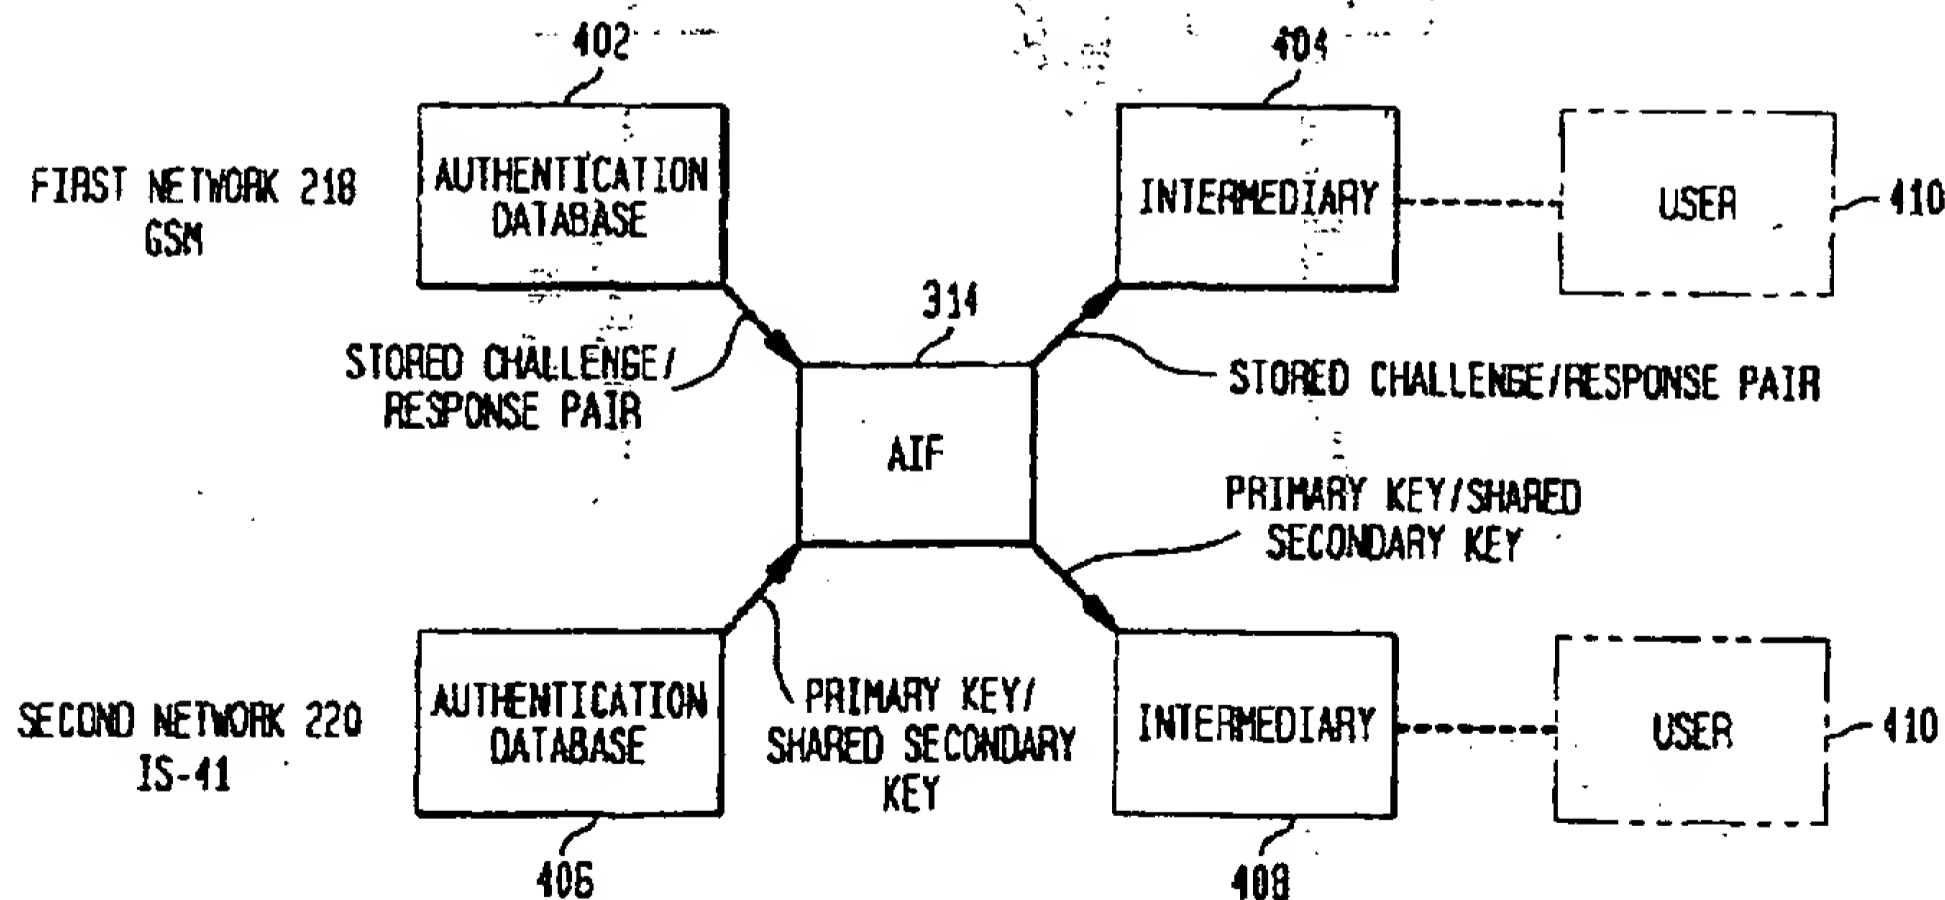 402
404
FIRST NETWORK 218
GSM
AUTHENTICATION
DATABASE
INTERMEDIARY
USER
410
314
STORED CHALLENGE/
RESPONSE PAIR
STORED CHALLENGE/RESPONSE PAIR
AIF
PRIMARY KEY/SHARED
SECONDARY KEY
SECOND NETWORK 220
IS-41
AUTHENTICATION
DATABASE
PRIMARY KEY/
SHARED SECONDARY
KEY
INTERMEDIARY
USER
410
406
408